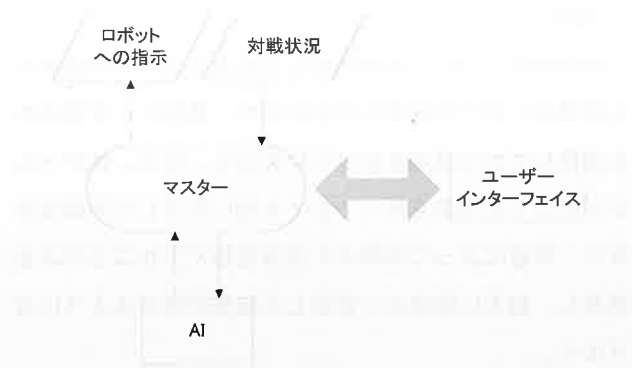 ロボット
への指示
対戦状況
マスター
ユーザー
インターフェイス
AI